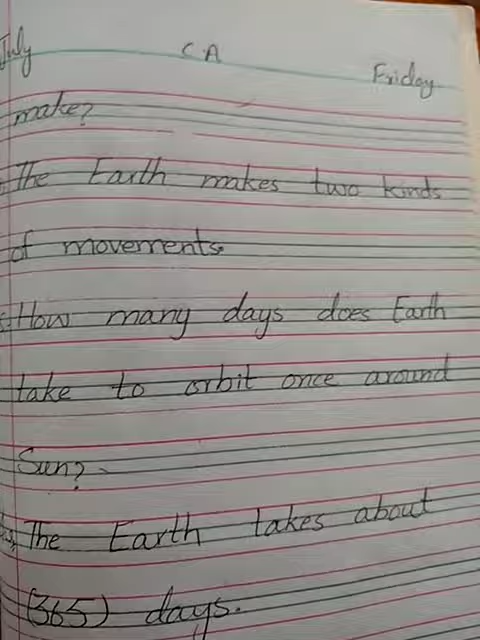 July CA Friday
make?
The Earth makes two kinds
of movements.
How many days does Earth
take to orbit once around
Sun?
The Earth takes about
(365) days.